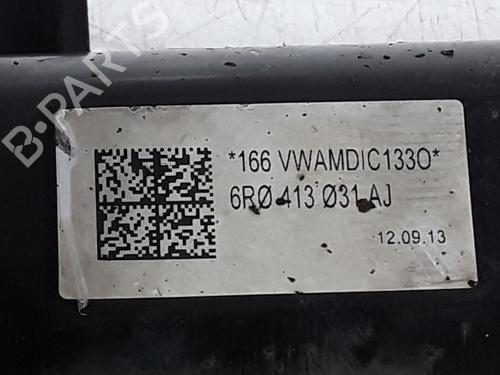 B-PARTS
*166 VWAMDIC133O*
6RØ 413 Ø31 AJ
12.09.13